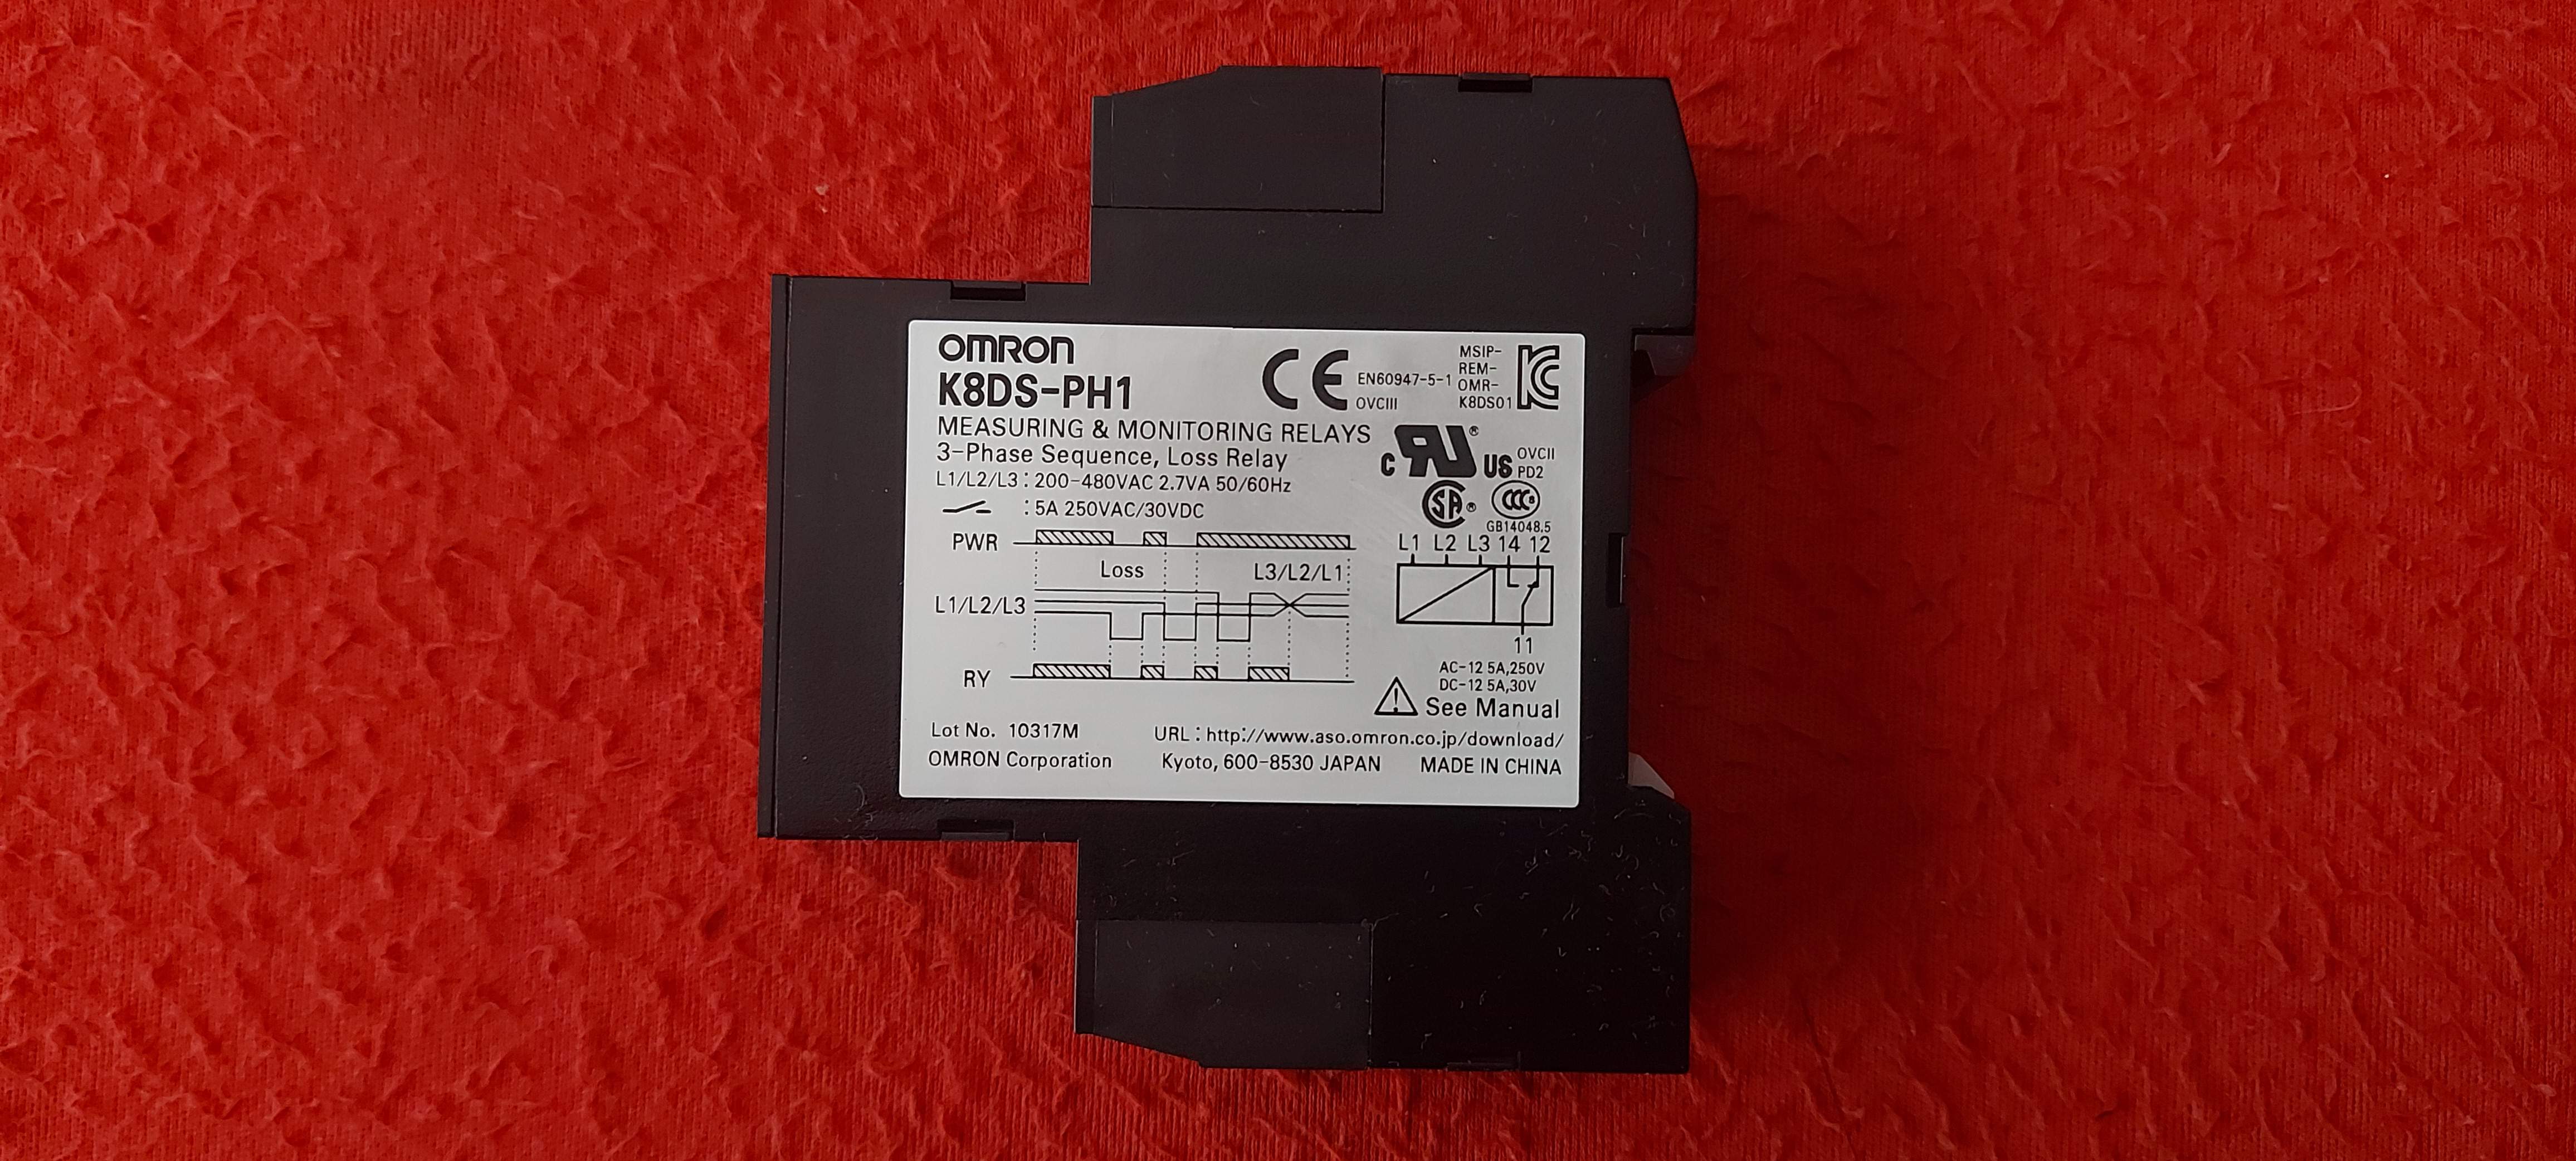 OMRON
K8DS-PH1
CE EN60947-5-1
OVCIII
MSIP-
REM-
OMR-
K8DS01
MEASURING & MONITORING RELAYS
3-Phase Sequence, Loss Relay
L1/L2/L3 : 200-480VAC 2.7VA 50/60Hz
: 5A 250VAC/30VDC
C RU® US OVCII
PD2
SA® CCC S
GB14048.5
PWR
Loss L3/L2/L1
L1/L2/L3
RY
L1 L2 L3 14 12
11
AC-12 5A,250V
DC-12 5A,30V
See Manual
Lot No. 10317M URL : http://www.aso.omron.co.jp/download/
OMRON Corporation Kyoto, 600-8530 JAPAN MADE IN CHINA